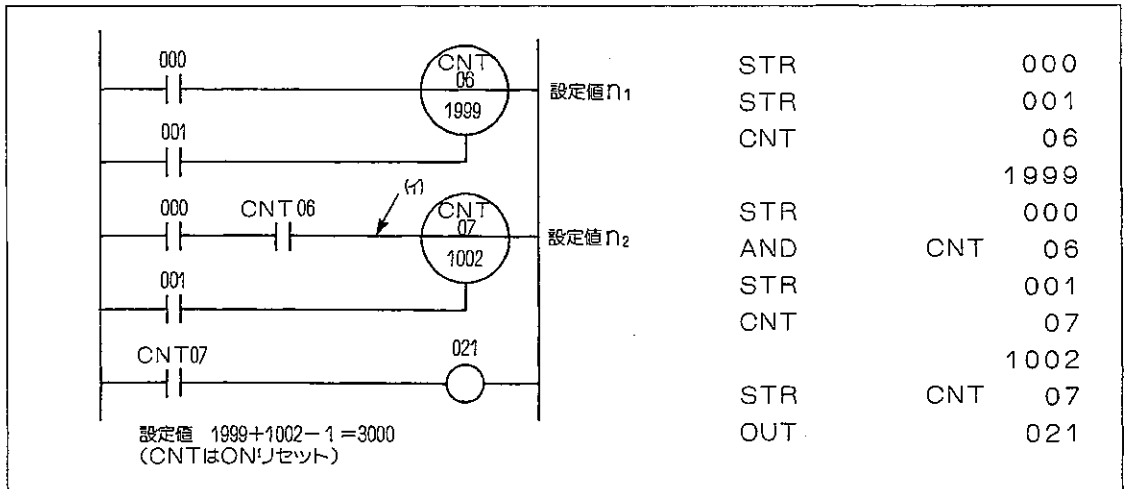 000
CNT
06
1999
設定値n1
001
000
CNT06
(イ)
CNT
07
1002
設定値n2
001
CNT07
021
設定値 1999+1002−1=3000
(CNTはONリセット)
STR 000
STR 001
CNT 06
1999
STR 000
AND CNT 06
STR 001
CNT 07
1002
STR CNT 07
OUT 021